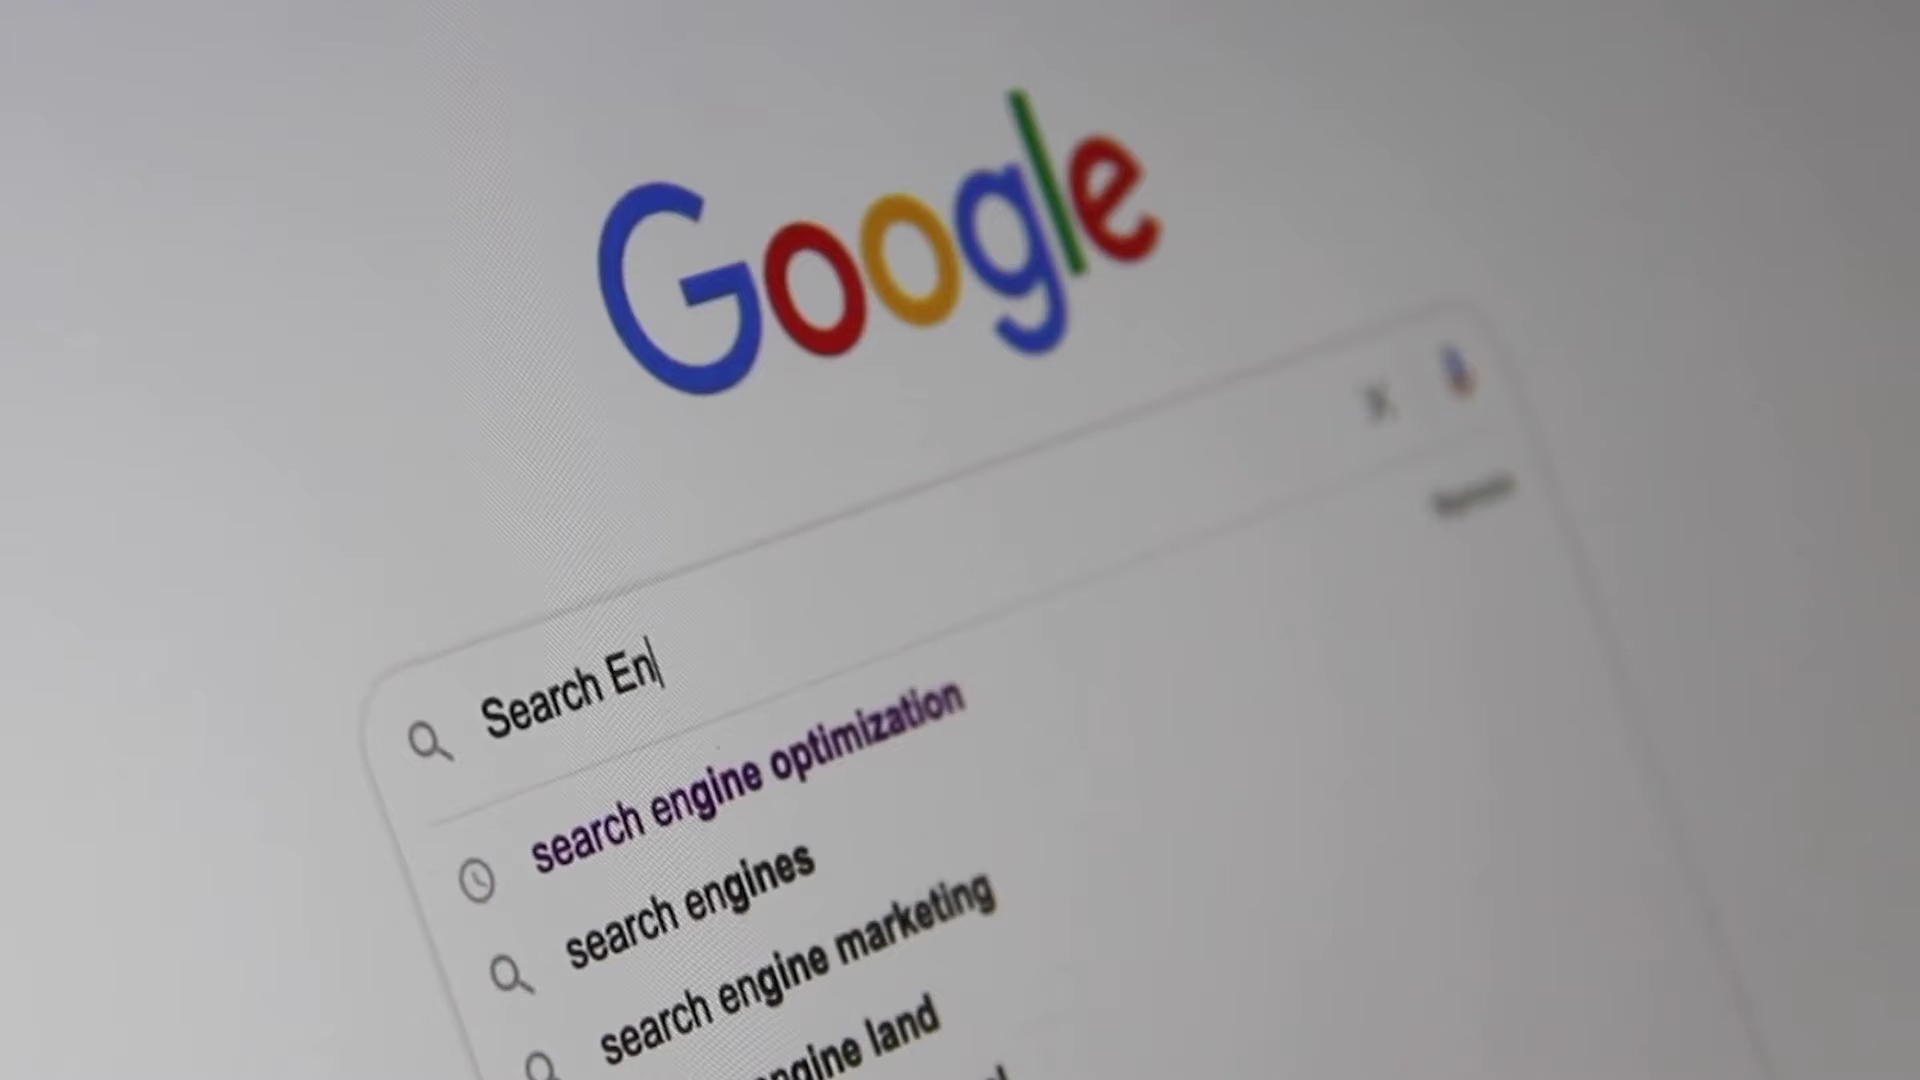 Google
Search En
search engine optimization
search engines
search engine marketing
engine land